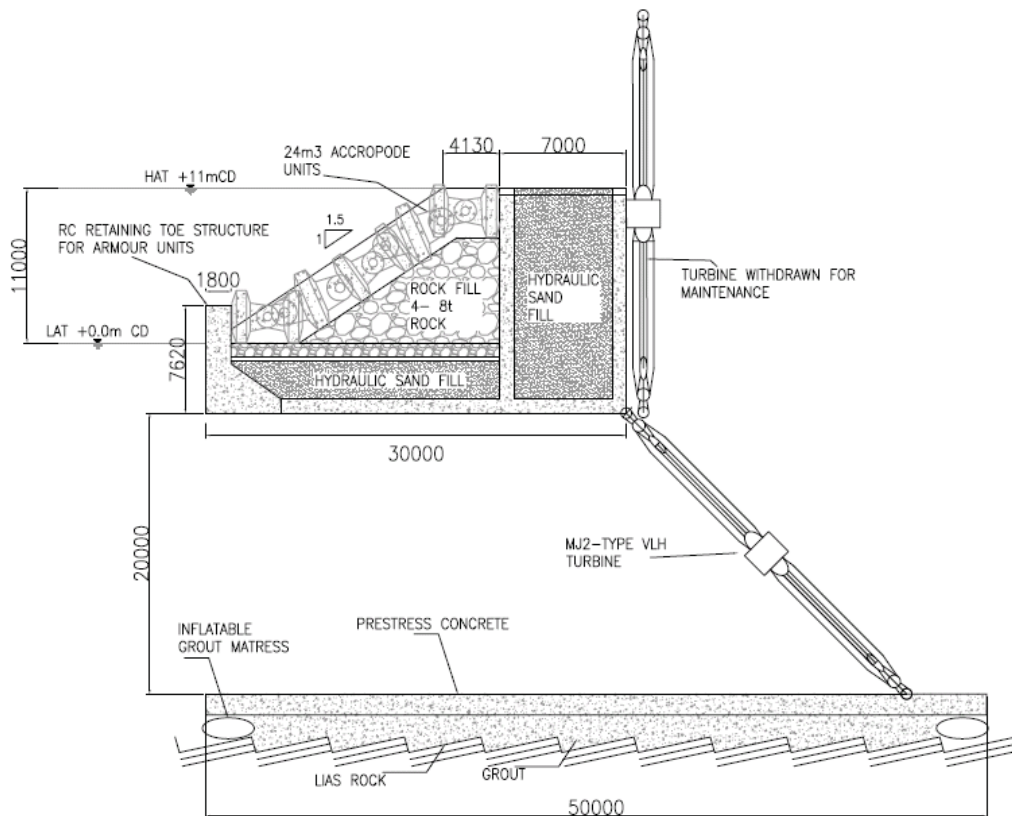 4130
7000
24m3 ACCROPODE
UNITS
HAT +11mCD
1.5
1
RC RETAINING TOE STRUCTURE
FOR ARMOUR UNITS
11000
1800
ROCK FILL
4- 8t
ROCK
HYDRAULIC
SAND
FILL
TURBINE WITHDRAWN FOR
MAINTENANCE
LAT +0.0m CD
7620
HYDRAULIC SAND FILL
30000
20000
MJ2-TYPE VLH
TURBINE
INFLATABLE
GROUT MATRESS
PRESTRESS CONCRETE
LIAS ROCK
GROUT
50000